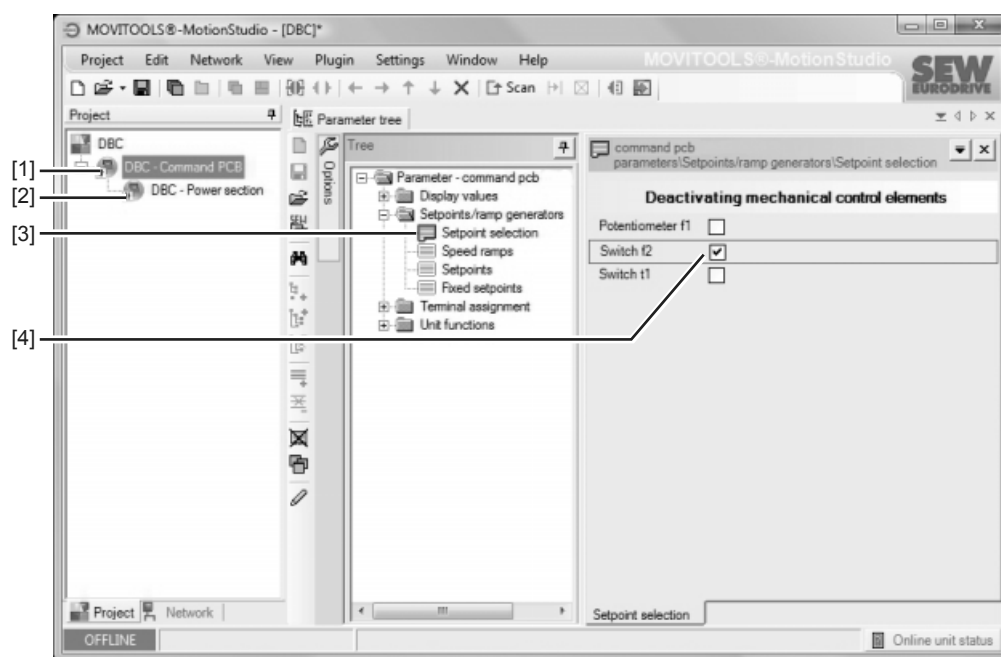 MOVITOOLS®-MotionStudio - [DBC]*
Project Edit Network View Plugin Settings Window Help
MOVITOOLS®-MotionStudio
SEW
EURODRIVE
Scan
Project
Parameter tree
DBC
[1]
DBC - Command PCB
[2]
DBC - Power section
[3]
[4]
Options
SEW
Tree
Parameter - command pcb
Display values
Setpoints/ramp generators
Setpoint selection
Speed ramps
Setpoints
Fixed setpoints
Terminal assignment
Unit functions
command pcb
parameters\Setpoints/ramp generators\Setpoint selection
Deactivating mechanical control elements
Potentiometer f1
Switch f2
Switch t1
Project Network
Setpoint selection
OFFLINE
Online unit status